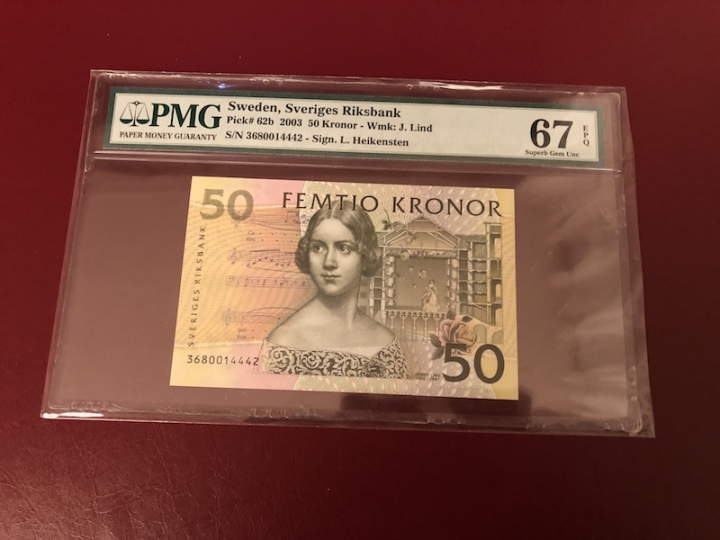 PMG
PAPER MONEY GUARANTY
Sweden, Sveriges Riksbank
Pick# 62b 2003 50 Kronor - Wmk: J. Lind
S/N 3680014442 - Sign. L. Heikensten
67 EPQ
Superb Gem Unc
50 FEMTIO KRONOR
SVERIGES RIKSBANK
3680014442
50